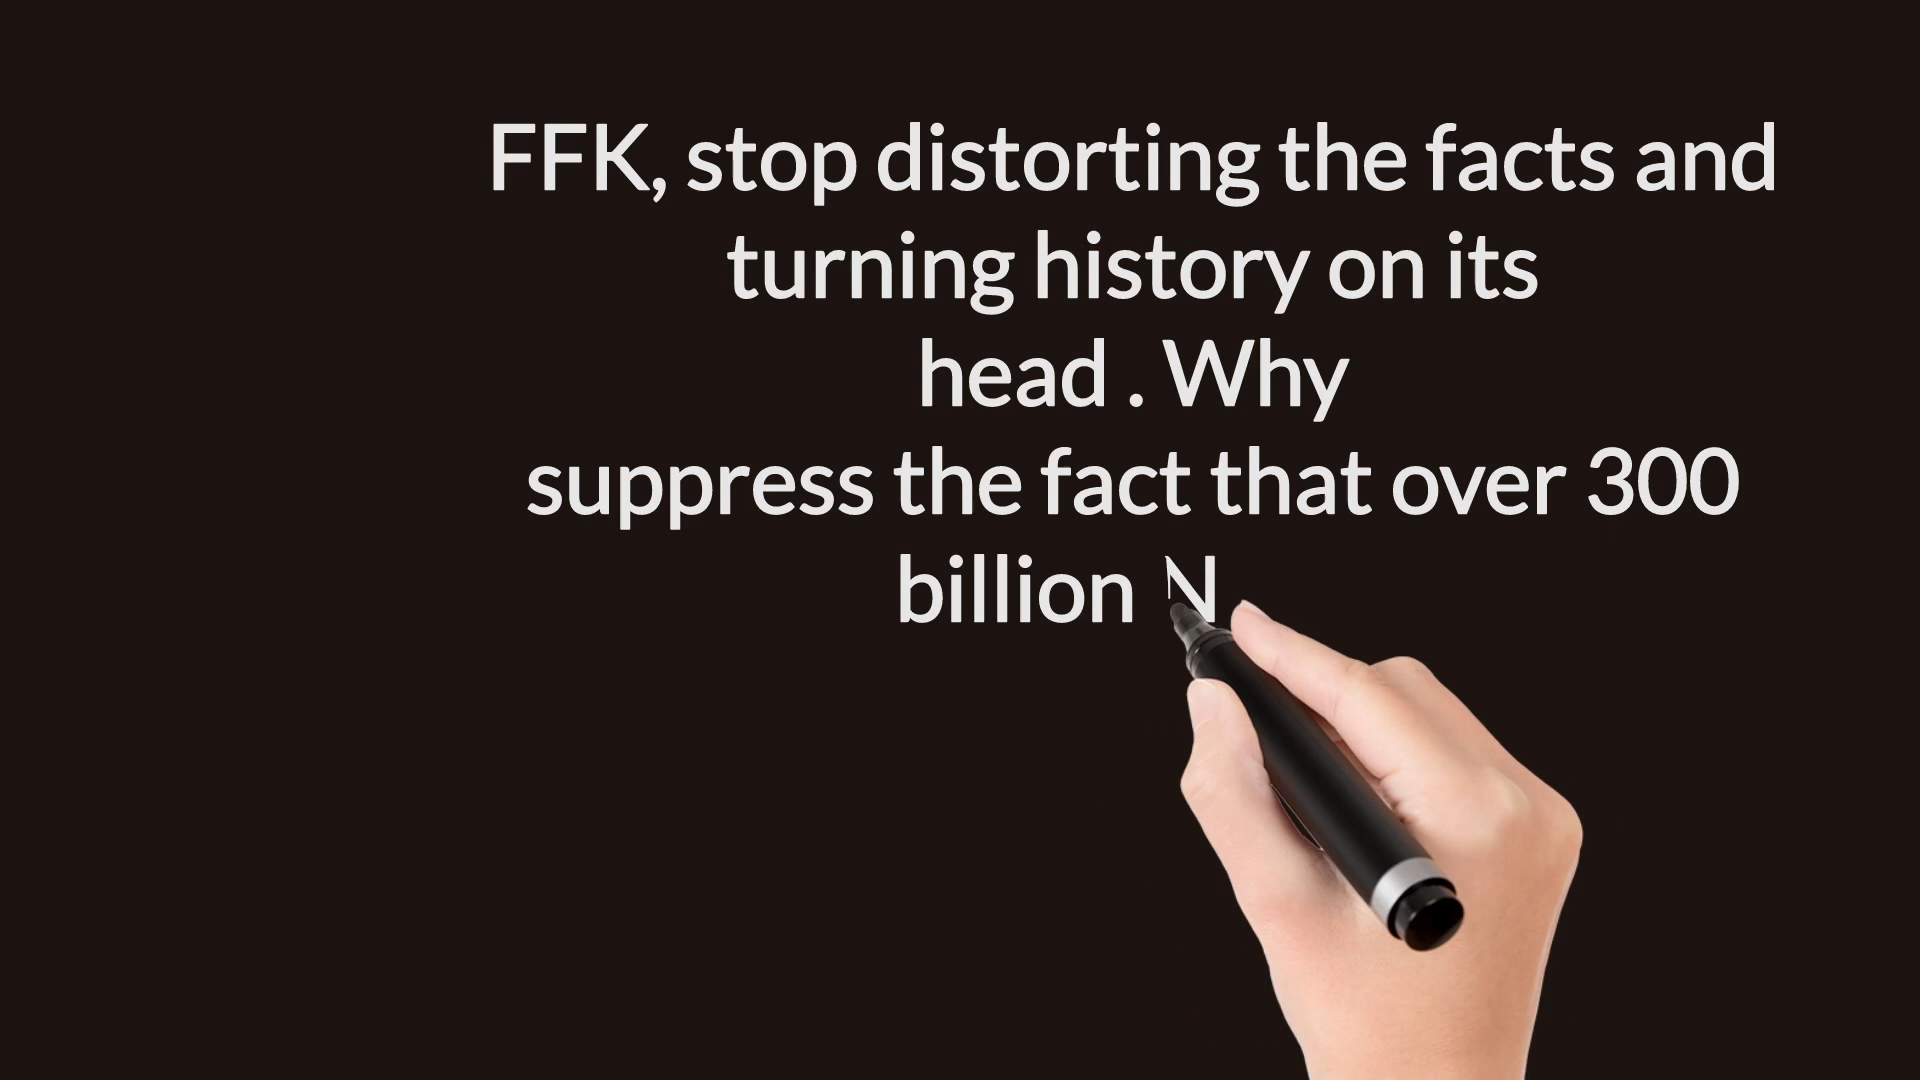 FFK, stop distorting the facts and
turning history on its
head . Why
suppress the fact that over 300
billion N